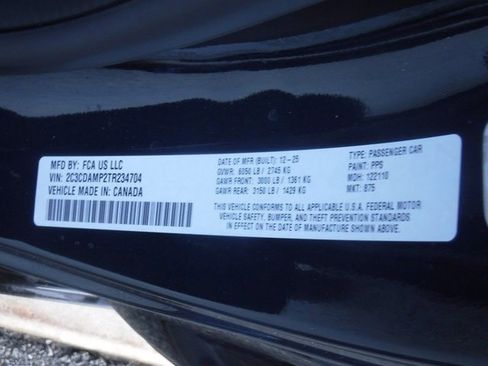 MFD BY: FCA US LLC
VIN: 2C3CDAMP2TR234704
VEHICLE MADE IN: CANADA
DATE OF MFR (BUILT): 12-25
GVWR: 6050 LB / 2745 KG
GAWR FRONT: 3000 LB / 1361 KG
GAWR REAR: 3150 LB / 1429 KG
TYPE: PASSENGER CAR
PAINT: PPS
MDH: 122110
MKT: 875
THIS VEHICLE CONFORMS TO ALL APPLICABLE U.S.A. FEDERAL MOTOR
VEHICLE SAFETY, BUMPER, AND THEFT PREVENTION STANDARDS
IN EFFECT ON THE DATE OF MANUFACTURE SHOWN ABOVE.